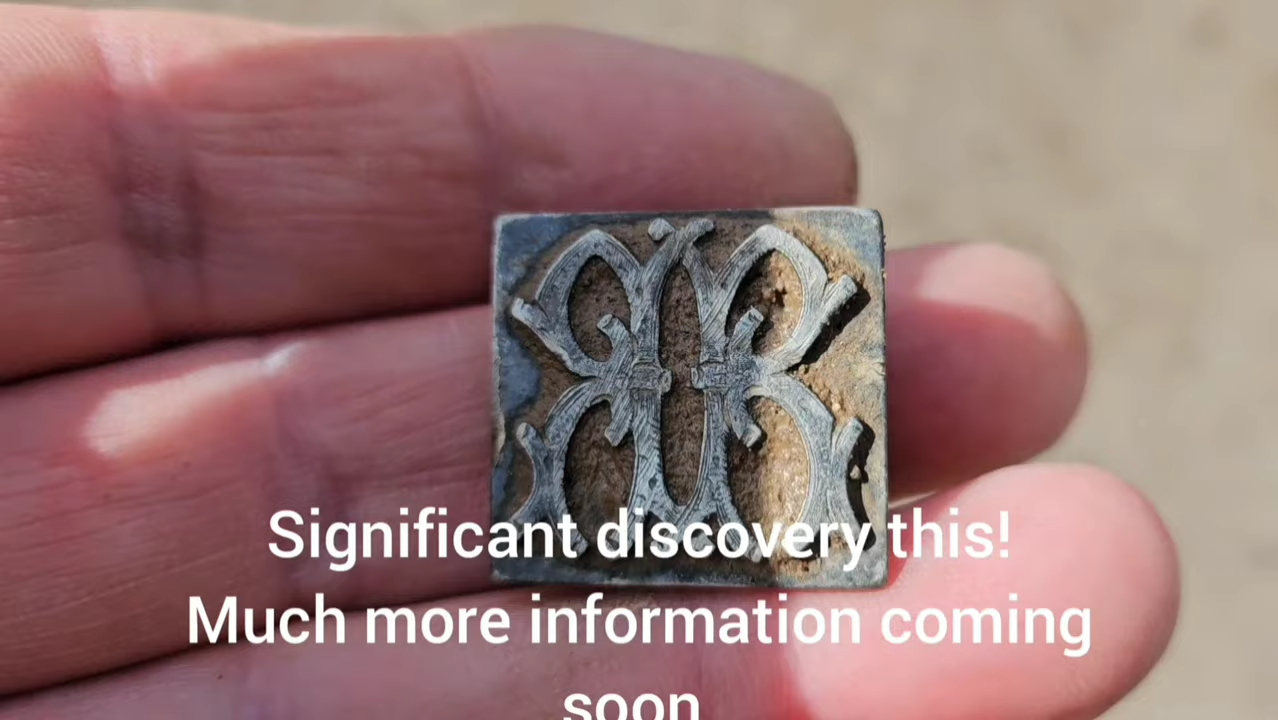 Significant discovery this!
Much more information coming
soon